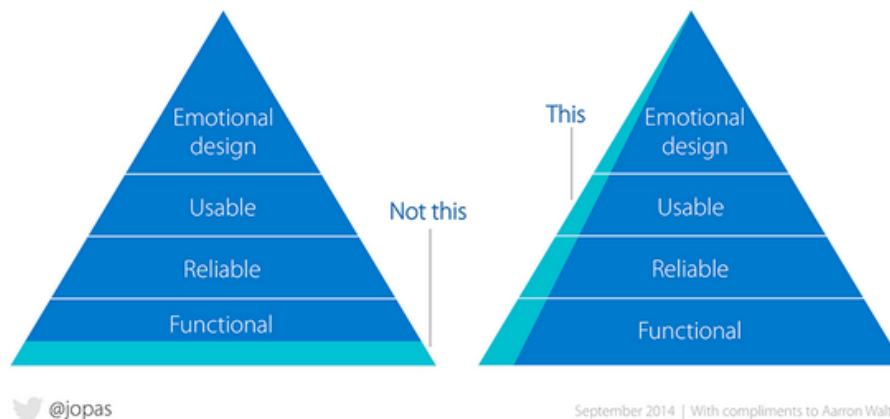 Emotional
design
Usable
Reliable
Functional
Not this
This
Emotional
design
Usable
Reliable
Functional
@jopas
September 2014 | With compliments to Aarron